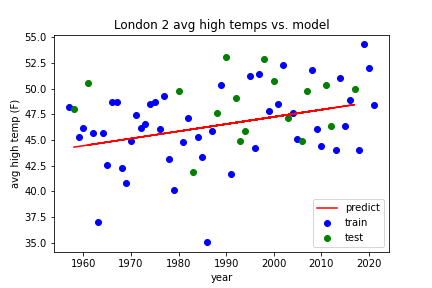 London 2 avg high temps vs. model
avg high temp (F)
55.0
52.5
50.0
47.5
45.0
42.5
40.0
37.5
35.0
1960
1970
1980
1990
2000
2010
2020
year
predict
train
test